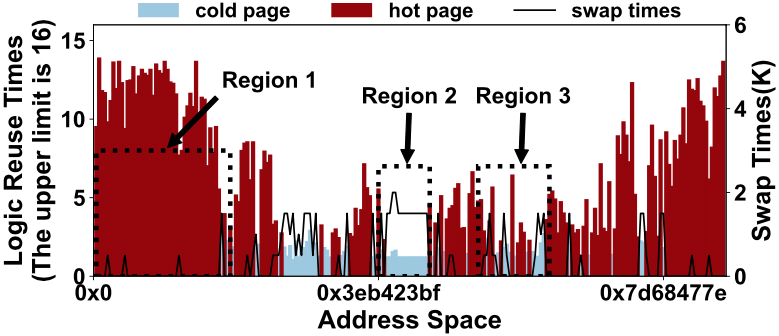 cold page hot page swap times
Logic Reuse Times
(The upper limit is 16)
15
10
5
0
Region 1
Region 2
Region 3
6
4
2
0
Swap Times(K)
0x0 0x3eb423bf 0x7d68477e
Address Space